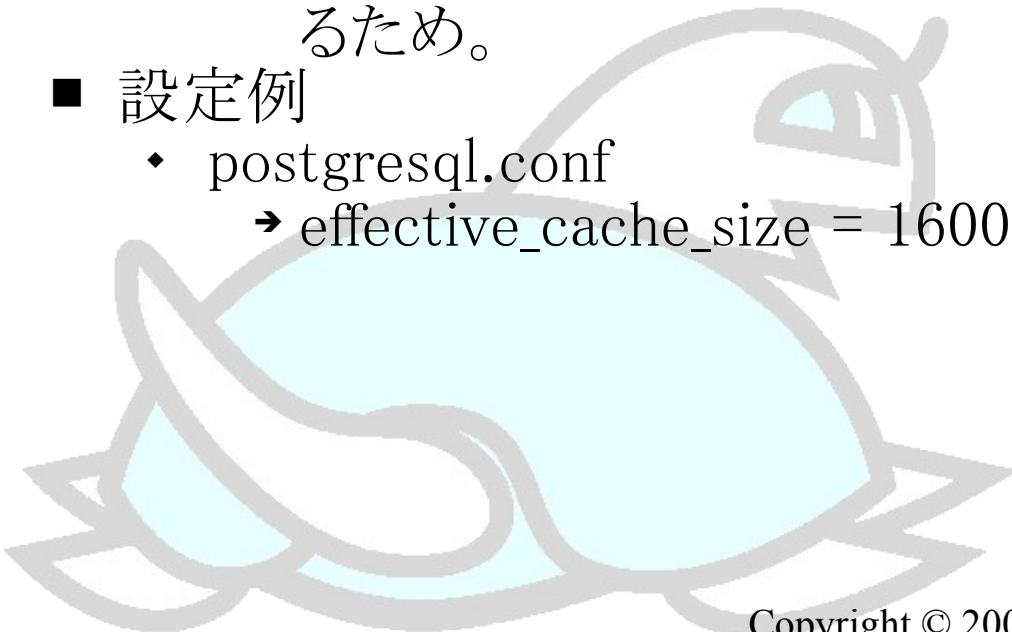 るため。
■ 設定例
◆ postgresql.conf
➔ effective_cache_size = 1600
Copyright © 200